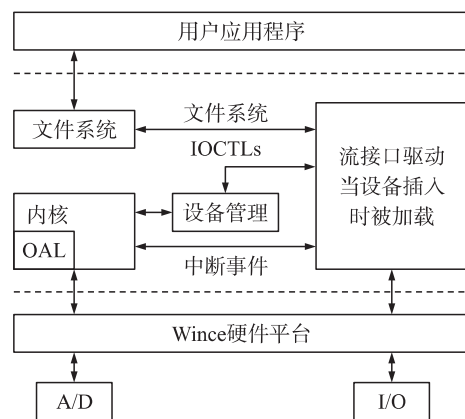 用户应用程序
文件系统
文件系统
IOCTLs
流接口驱动
当设备插入
时被加载
内核
设备管理
OAL
中断事件
Wince硬件平台
A/D
I/O